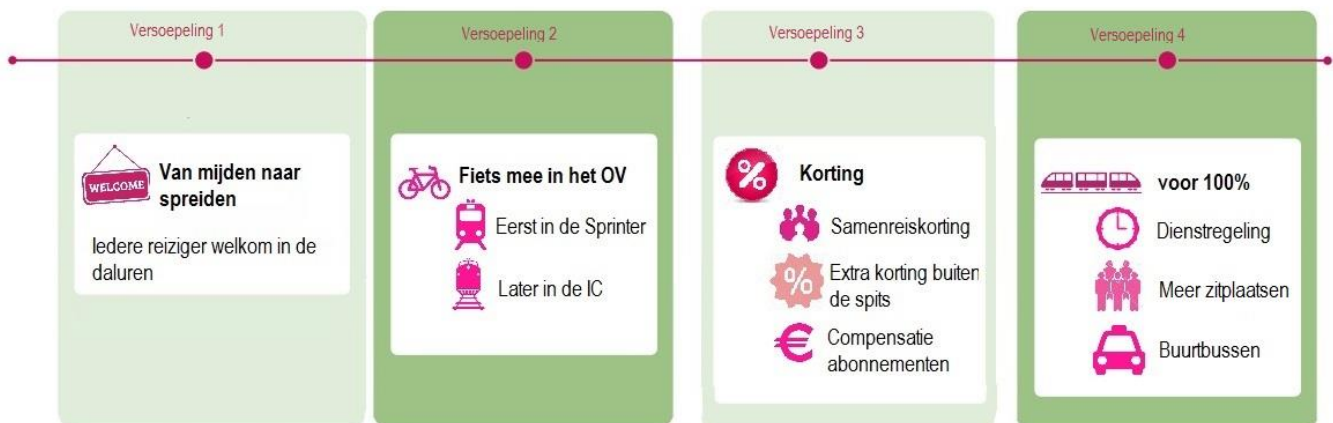 Versoepeling 1
Versoepeling 2
Versoepeling 3
Versoepeling 4
WELCOME
Van mijden naar
spreiden
Iedere reiziger welkom in de
daluren
Fiets mee in het OV
Eerst in de Sprinter
Later in de IC
%
Korting
Samenreiskorting
%
Extra korting buiten
de spits
€
Compensatie
abonnementen
voor 100%
Dienstregeling
Meer zitplaatsen
Buurtbussen